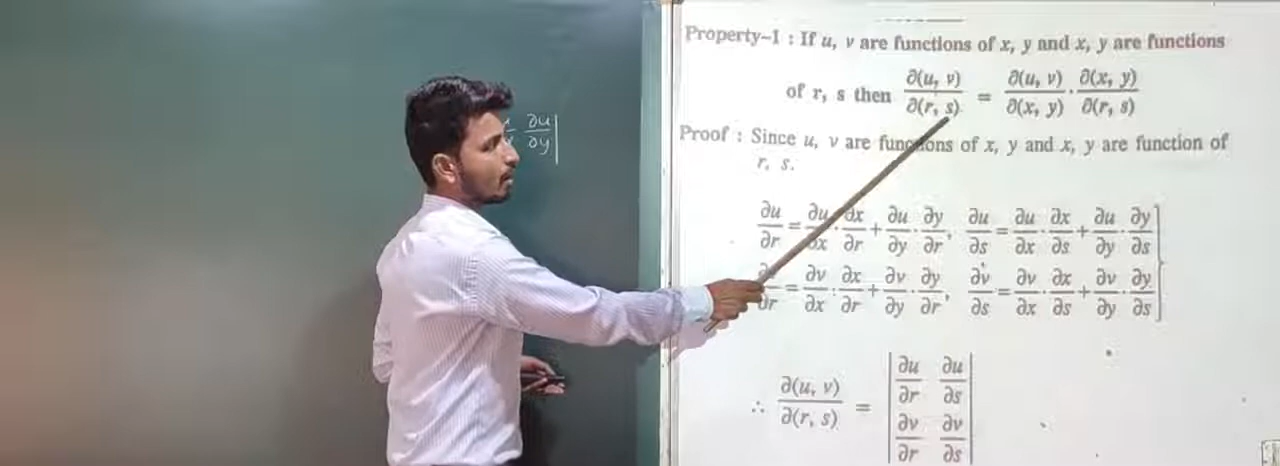 ∂u
∂y
Property-1 : If u, v are functions of x, y and x, y are functions
of r, s then ∂(u, v)/∂(r, s) = ∂(u, v)/∂(x, y) · ∂(x, y)/∂(r, s)
Proof : Since u, v are functions of x, y and x, y are function of
r, s.
∂u/∂r = ∂u/∂x · ∂x/∂r + ∂u/∂y · ∂y/∂r, ∂u/∂s = ∂u/∂x · ∂x/∂s + ∂u/∂y · ∂y/∂s
∂r = ∂v/∂x · ∂x/∂r + ∂v/∂y · ∂y/∂r, ∂v/∂s = ∂v/∂x · ∂x/∂s + ∂v/∂y · ∂y/∂s
∴ ∂(u, v)/∂(r, s) = | ∂u/∂r ∂u/∂s |
| ∂v/∂r ∂v/∂s |